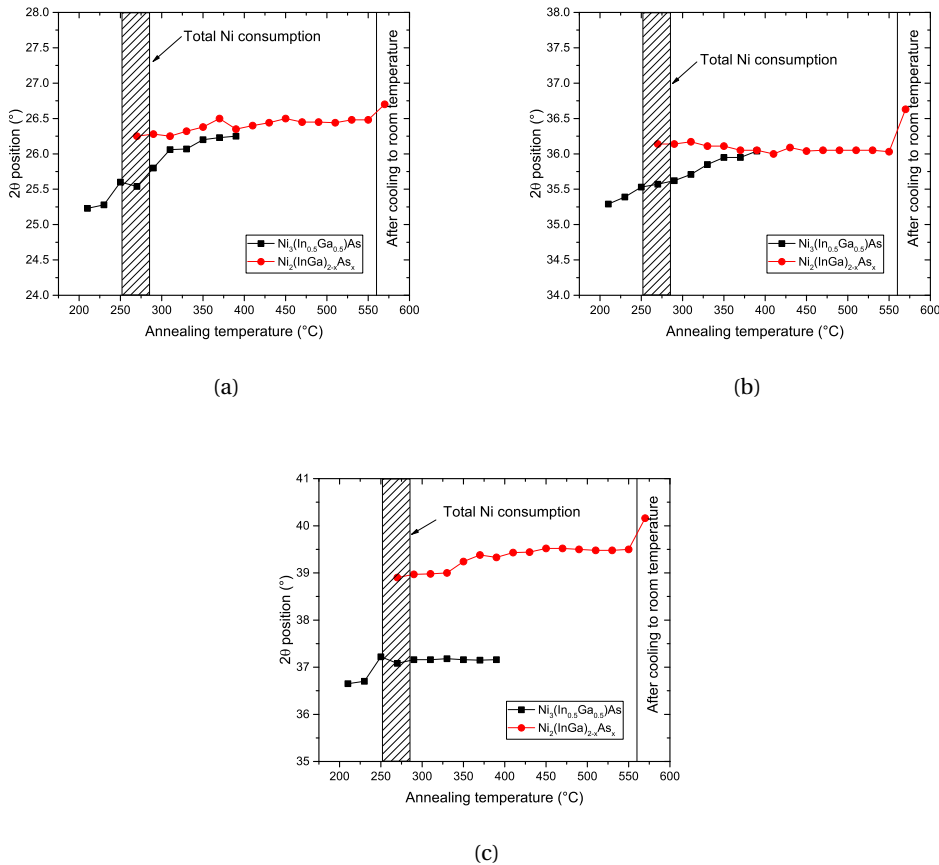 28.0
27.5
27.0
26.5
26.0
25.5
25.0
24.5
24.0
2θ position (°)
Total Ni consumption
After cooling to room temperature
Ni₃(In₀.₅Ga₀.₅)As
Ni₂(InGa)₂₋ₓAsₓ
200 250 300 350 400 450 500 550 600
Annealing temperature (°C)
(a)
38.0
37.5
37.0
36.5
36.0
35.5
35.0
34.5
34.0
2θ position (°)
Total Ni consumption
After cooling to room temperature
Ni₃(In₀.₅Ga₀.₅)As
Ni₂(InGa)₂₋ₓAsₓ
200 250 300 350 400 450 500 550 600
Annealing temperature (°C)
(b)
41
40
39
38
37
36
35
2θ position (°)
Total Ni consumption
After cooling to room temperature
Ni₃(In₀.₅Ga₀.₅)As
Ni₂(InGa)₂₋ₓAsₓ
200 250 300 350 400 450 500 550 600
Annealing temperature (°C)
(c)